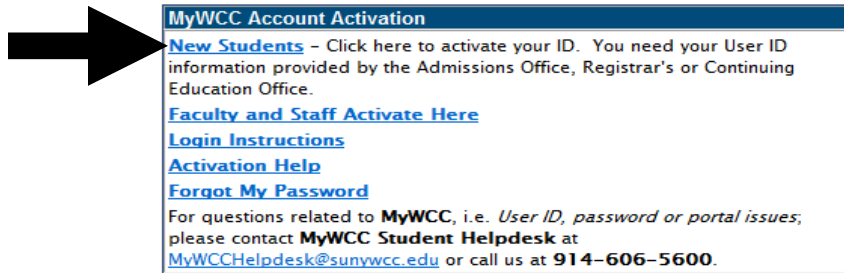 MyWCC Account Activation
New Students – Click here to activate your ID.  You need your User ID
information provided by the Admissions Office, Registrar's or Continuing
Education Office.
Faculty and Staff Activate Here
Login Instructions
Activation Help
Forgot My Password
For questions related to MyWCC, i.e. User ID, password or portal issues;
please contact MyWCC Student Helpdesk at
MyWCCHelpdesk@sunywcc.edu or call us at 914-606-5600.